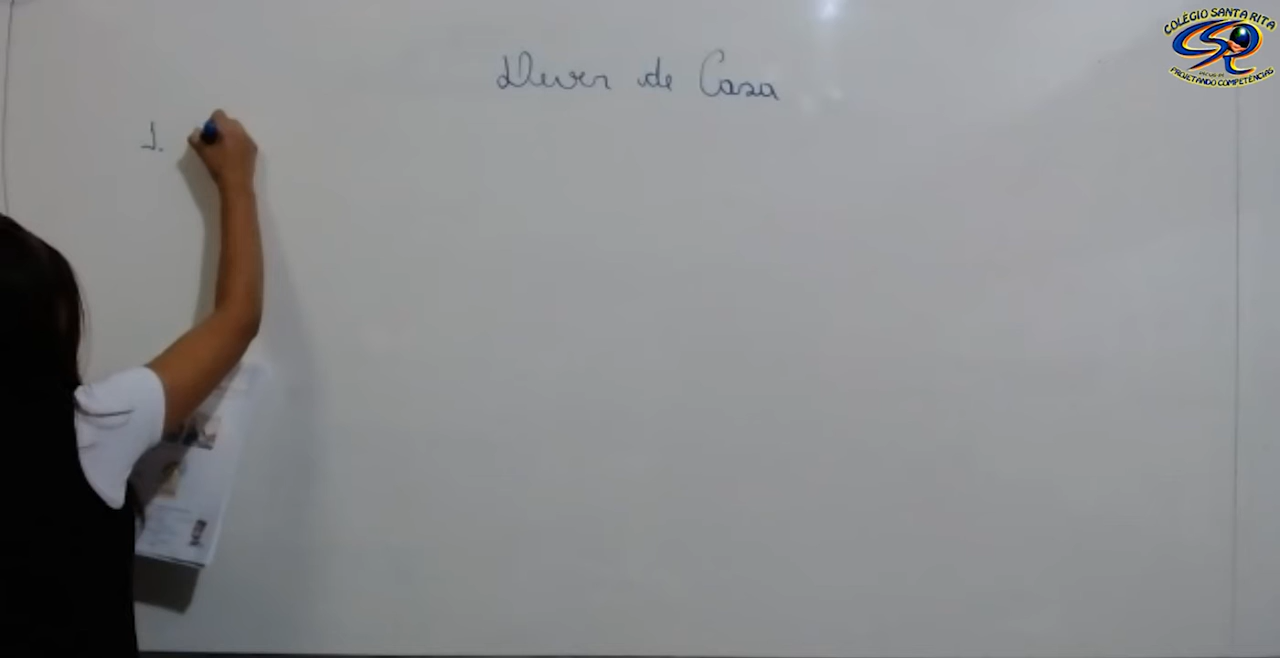 Dever de Casa
1.
COLÉGIO SANTA RITA
PROJETANDO COMPETÊNCIAS